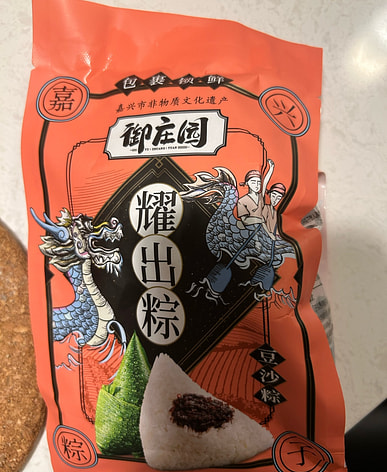 包·裹·锁·鲜
嘉兴市非物质文化遗产
嘉
兴
御庄园
耀出粽
豆沙粽
粽
子